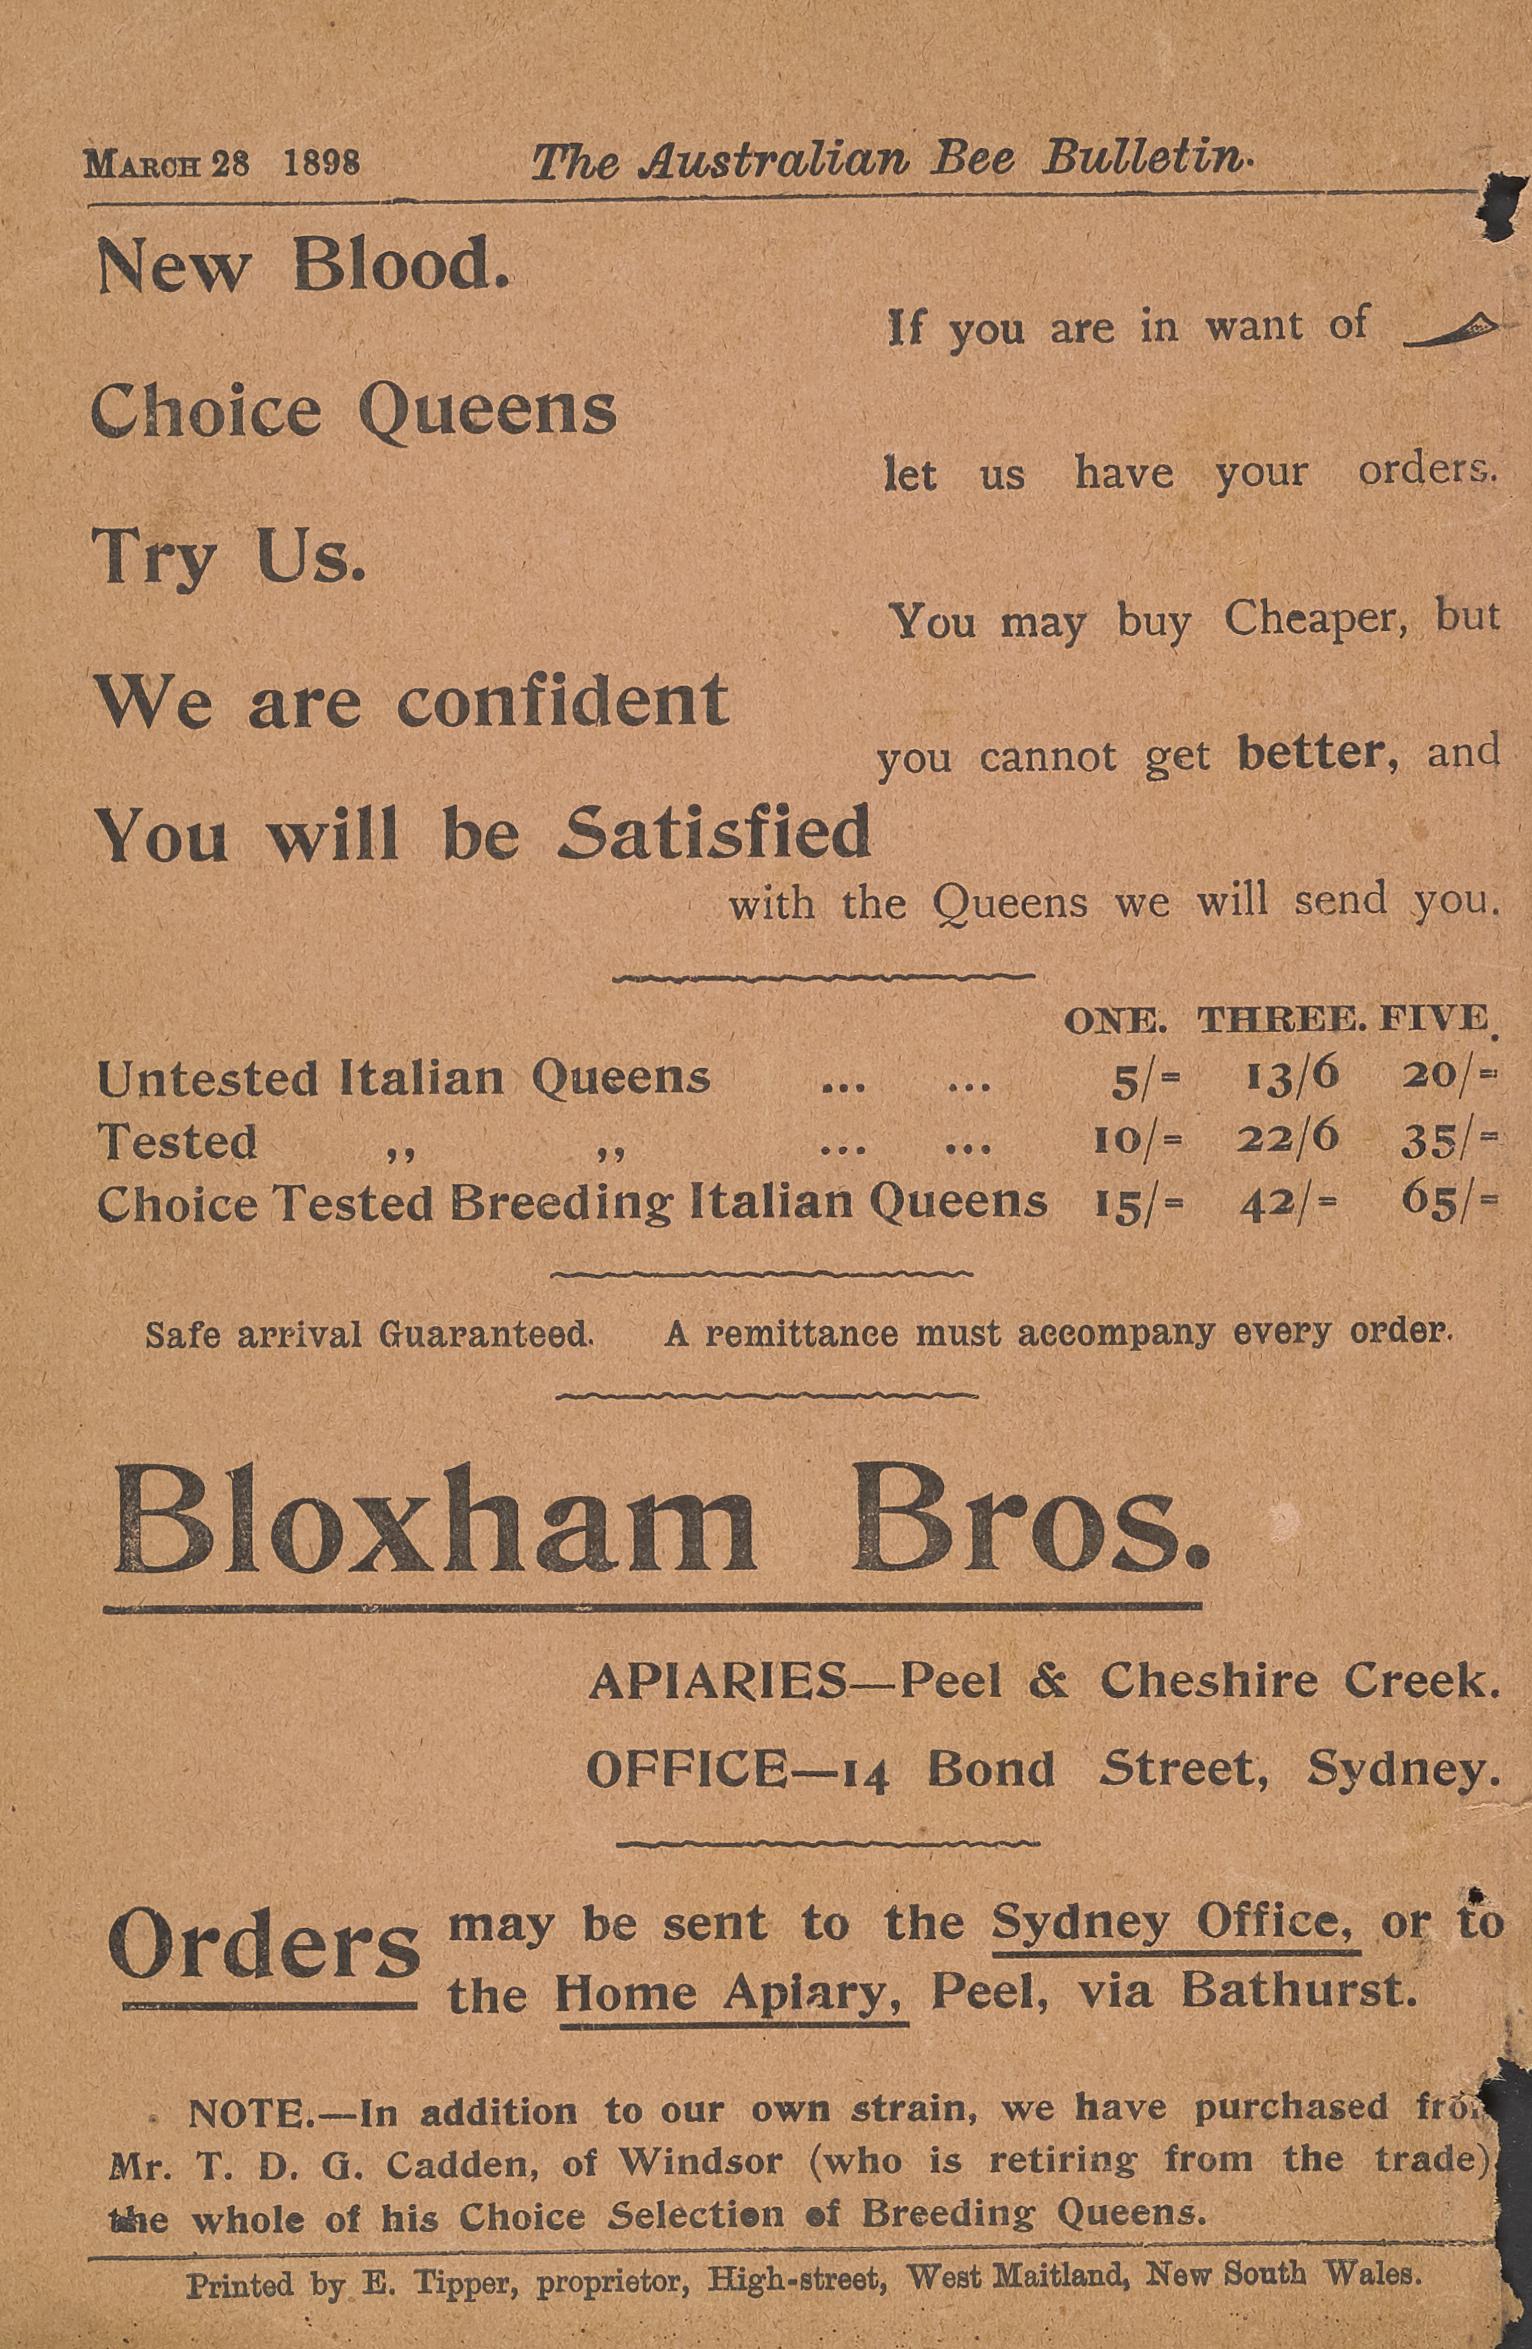 March 28 1898 The Australian Bee Bulletin.
New Blood.
If you are in want of
Choice Queens
let us have your orders.
Try Us.
You may buy Cheaper, but
We are confident
you cannot get better, and
You will be Satisfied
with the Queens we will send you.
ONE. THREE. FIVE.
Untested Italian Queens ... ... 5/= 13/6 20/=
Tested ,, ,, ... ... 10/= 22/6 35/=
Choice Tested Breeding Italian Queens 15/= 42/= 65/=
Safe arrival Guaranteed. A remittance must accompany every order.
Bloxham Bros.
APIARIES—Peel & Cheshire Creek.
OFFICE—14 Bond Street, Sydney.
Orders may be sent to the Sydney Office, or to
the Home Apiary, Peel, via Bathurst.
NOTE.—In addition to our own strain, we have purchased from
Mr. T. D. G. Cadden, of Windsor (who is retiring from the trade)
the whole of his Choice Selection of Breeding Queens.
Printed by E. Tipper, proprietor, High-street, West Maitland, New South Wales.